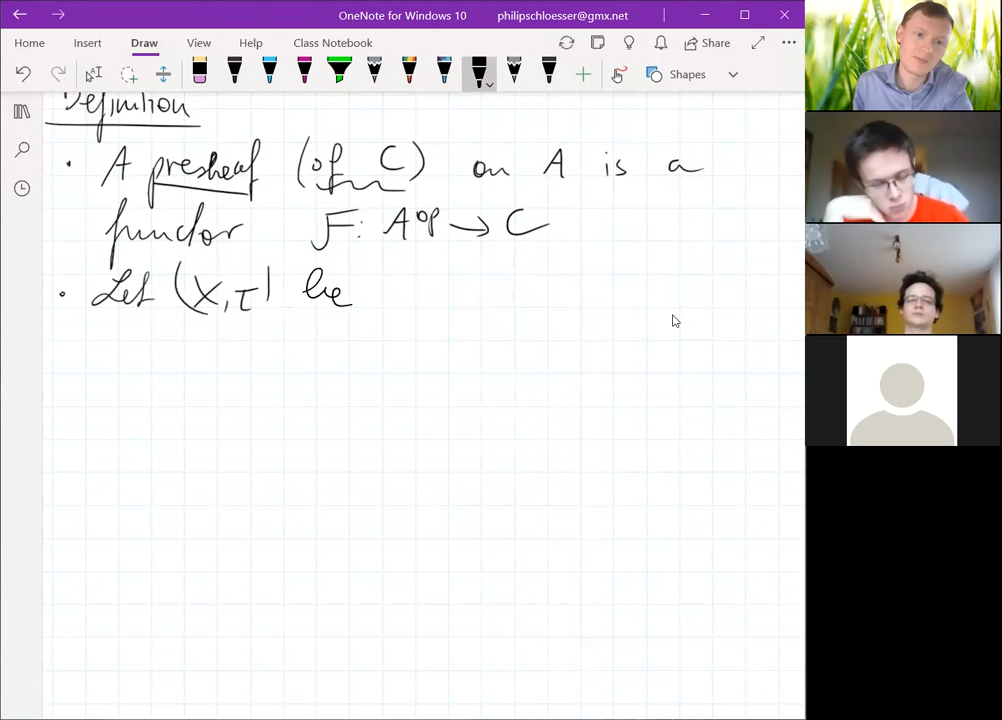 OneNote for Windows 10 philipschloesser@gmx.net
Home Insert Draw View Help Class Notebook Share
Shapes
Definition
• A presheaf (of C) on A is a
functor F: A^op → C
• Let (X, τ) be